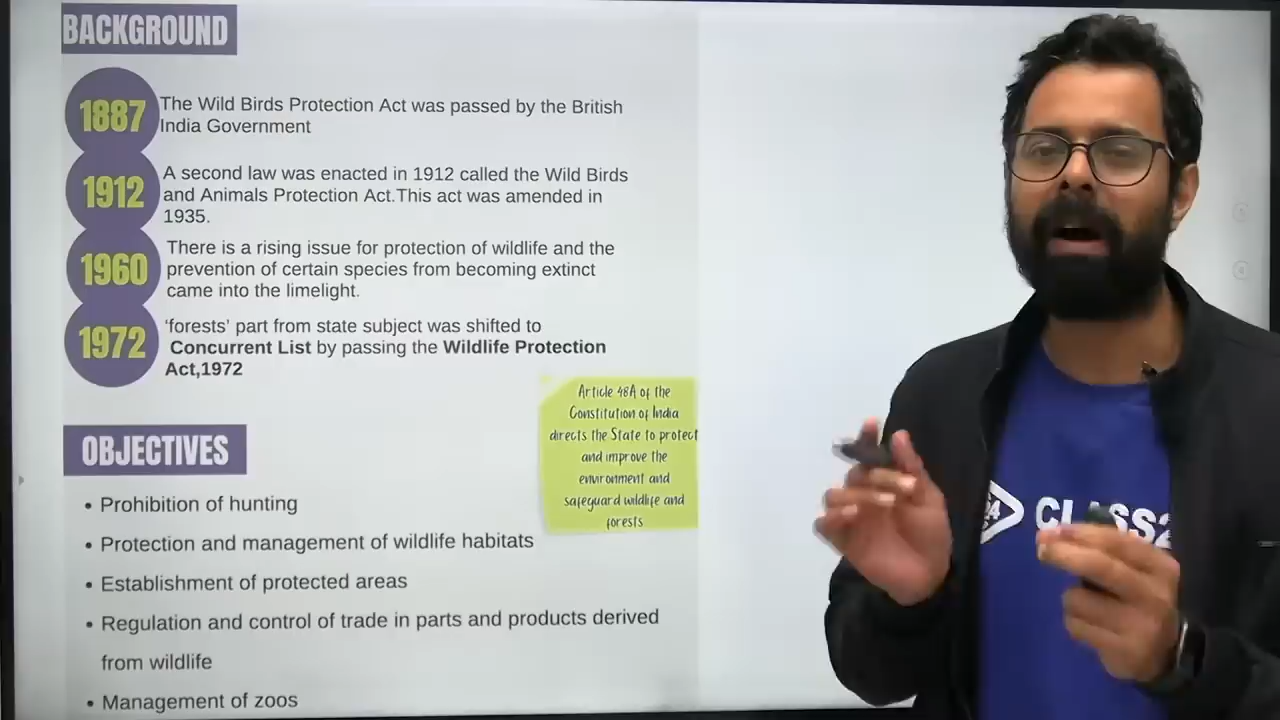 BACKGROUND
1887
The Wild Birds Protection Act was passed by the British
India Government
1912
A second law was enacted in 1912 called the Wild Birds
and Animals Protection Act.This act was amended in
1935.
1960
There is a rising issue for protection of wildlife and the
prevention of certain species from becoming extinct
came into the limelight.
1972
‘forests’ part from state subject was shifted to
Concurrent List by passing the Wildlife Protection
Act,1972
Article 48A of the
Constitution of India
directs the State to protect
and improve the
environment and
safeguard wildlife and
forests
OBJECTIVES
• Prohibition of hunting
• Protection and management of wildlife habitats
• Establishment of protected areas
• Regulation and control of trade in parts and products derived
from wildlife
• Management of zoos